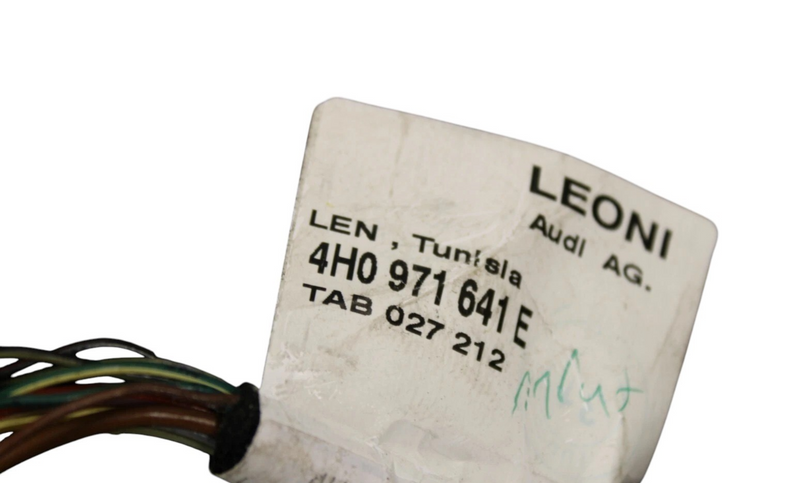 LEONI
Audi AG.
LEN , Tunisia
4H0 971 641 E
TAB 027 212